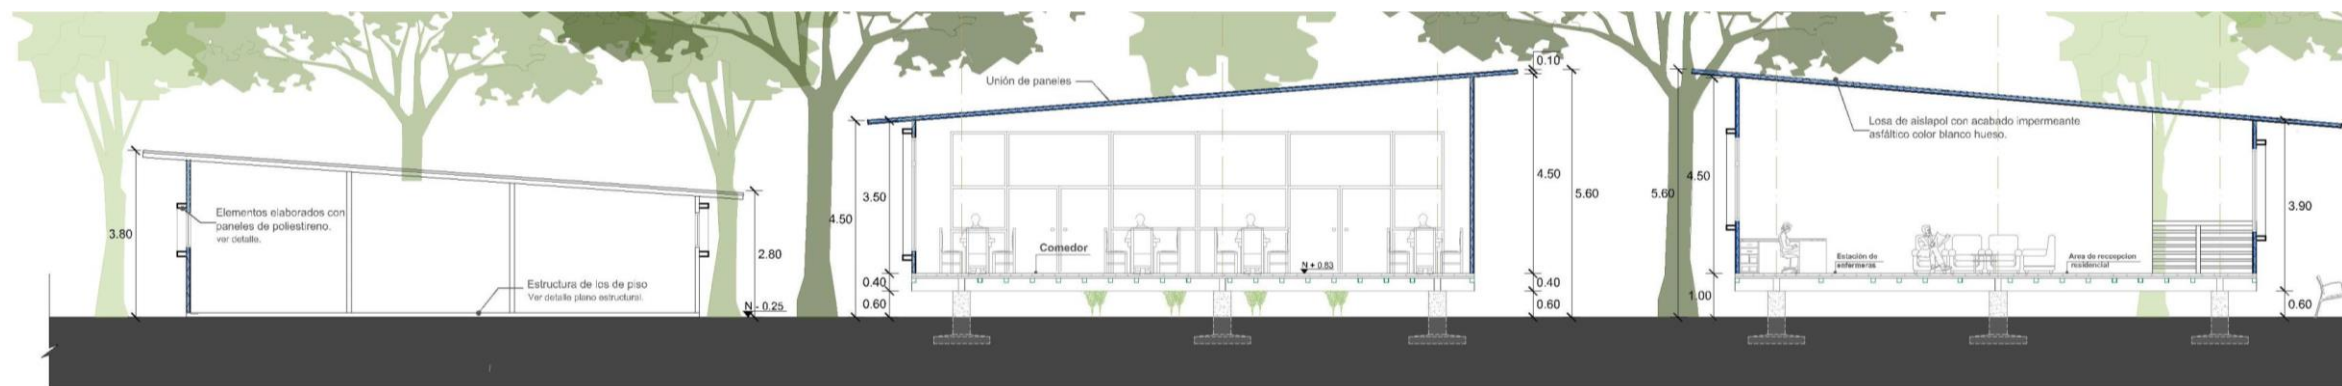 3.80
Elementos elaborados con
paneles de poliestireno.
ver detalle.
Estructura de los de piso
Ver detalle plano estructural.
2.80
N - 0.25
Unión de paneles
4.50
3.50
0.40
0.60
Comedor
N + 0.83
0.10
4.50
5.60
0.40
0.60
5.60
4.50
1.00
Losa de aislapol con acabado impermeante
asfáltico color blanco hueso.
Estación de
enfermeras
Area de recepcion
residencial
3.90
0.60